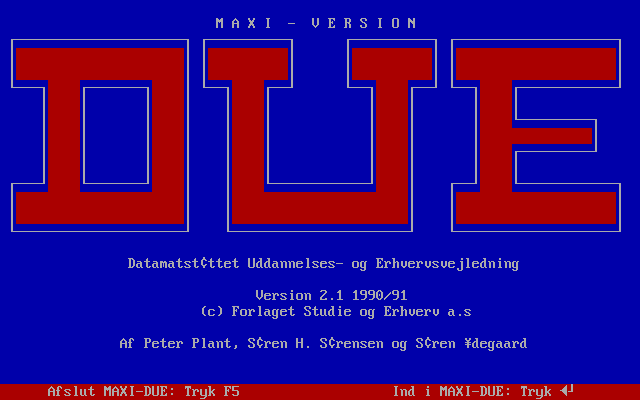 MAXI - VERSION
DUE
Datamatst¢ttet Uddannelses- og Erhvervsvejledning
Version 2.1 1990/91
(c) Forlaget Studie og Erhverv a.s
Af Peter Plant, S¢ren H. S¢rensen og S¢ren ¥degaard
Afslut MAXI-DUE: Tryk F5 Ind i MAXI-DUE: Tryk ↵